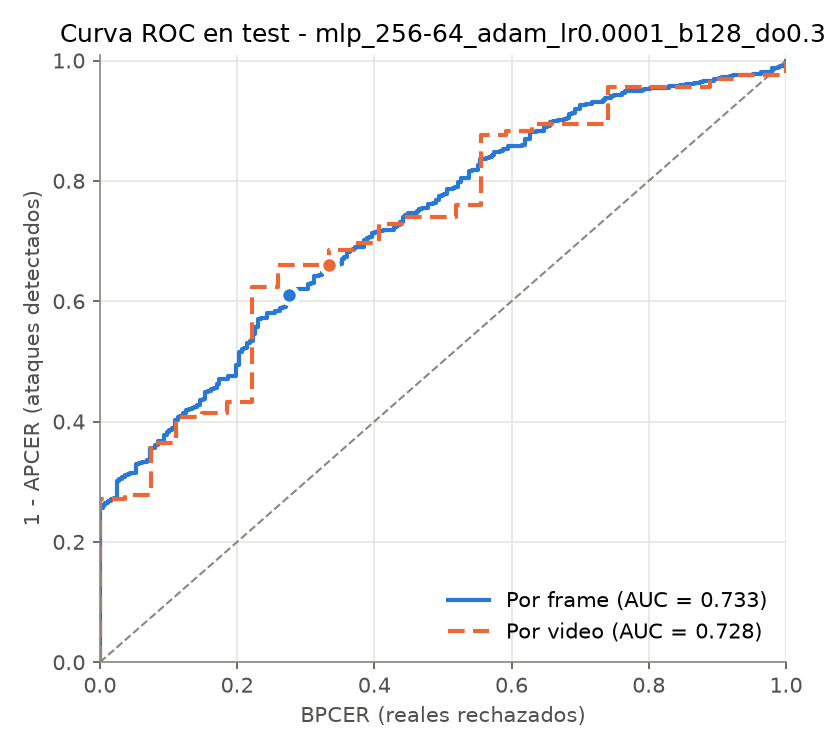 Curva ROC en test - mlp_256-64_adam_lr0.0001_b128_do0.3
1.0
0.8
0.6
0.4
0.2
0.0
1 - APCER (ataques detectados)
Por frame (AUC = 0.733)
Por video (AUC = 0.728)
0.0 0.2 0.4 0.6 0.8 1.0
BPCER (reales rechazados)